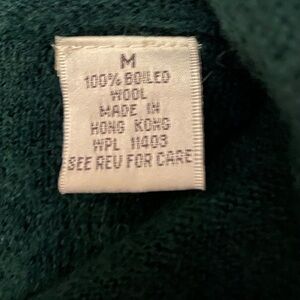 M
100% BOILED
WOOL
MADE IN
HONG KONG
WPL 11403
SEE REV FOR CARE